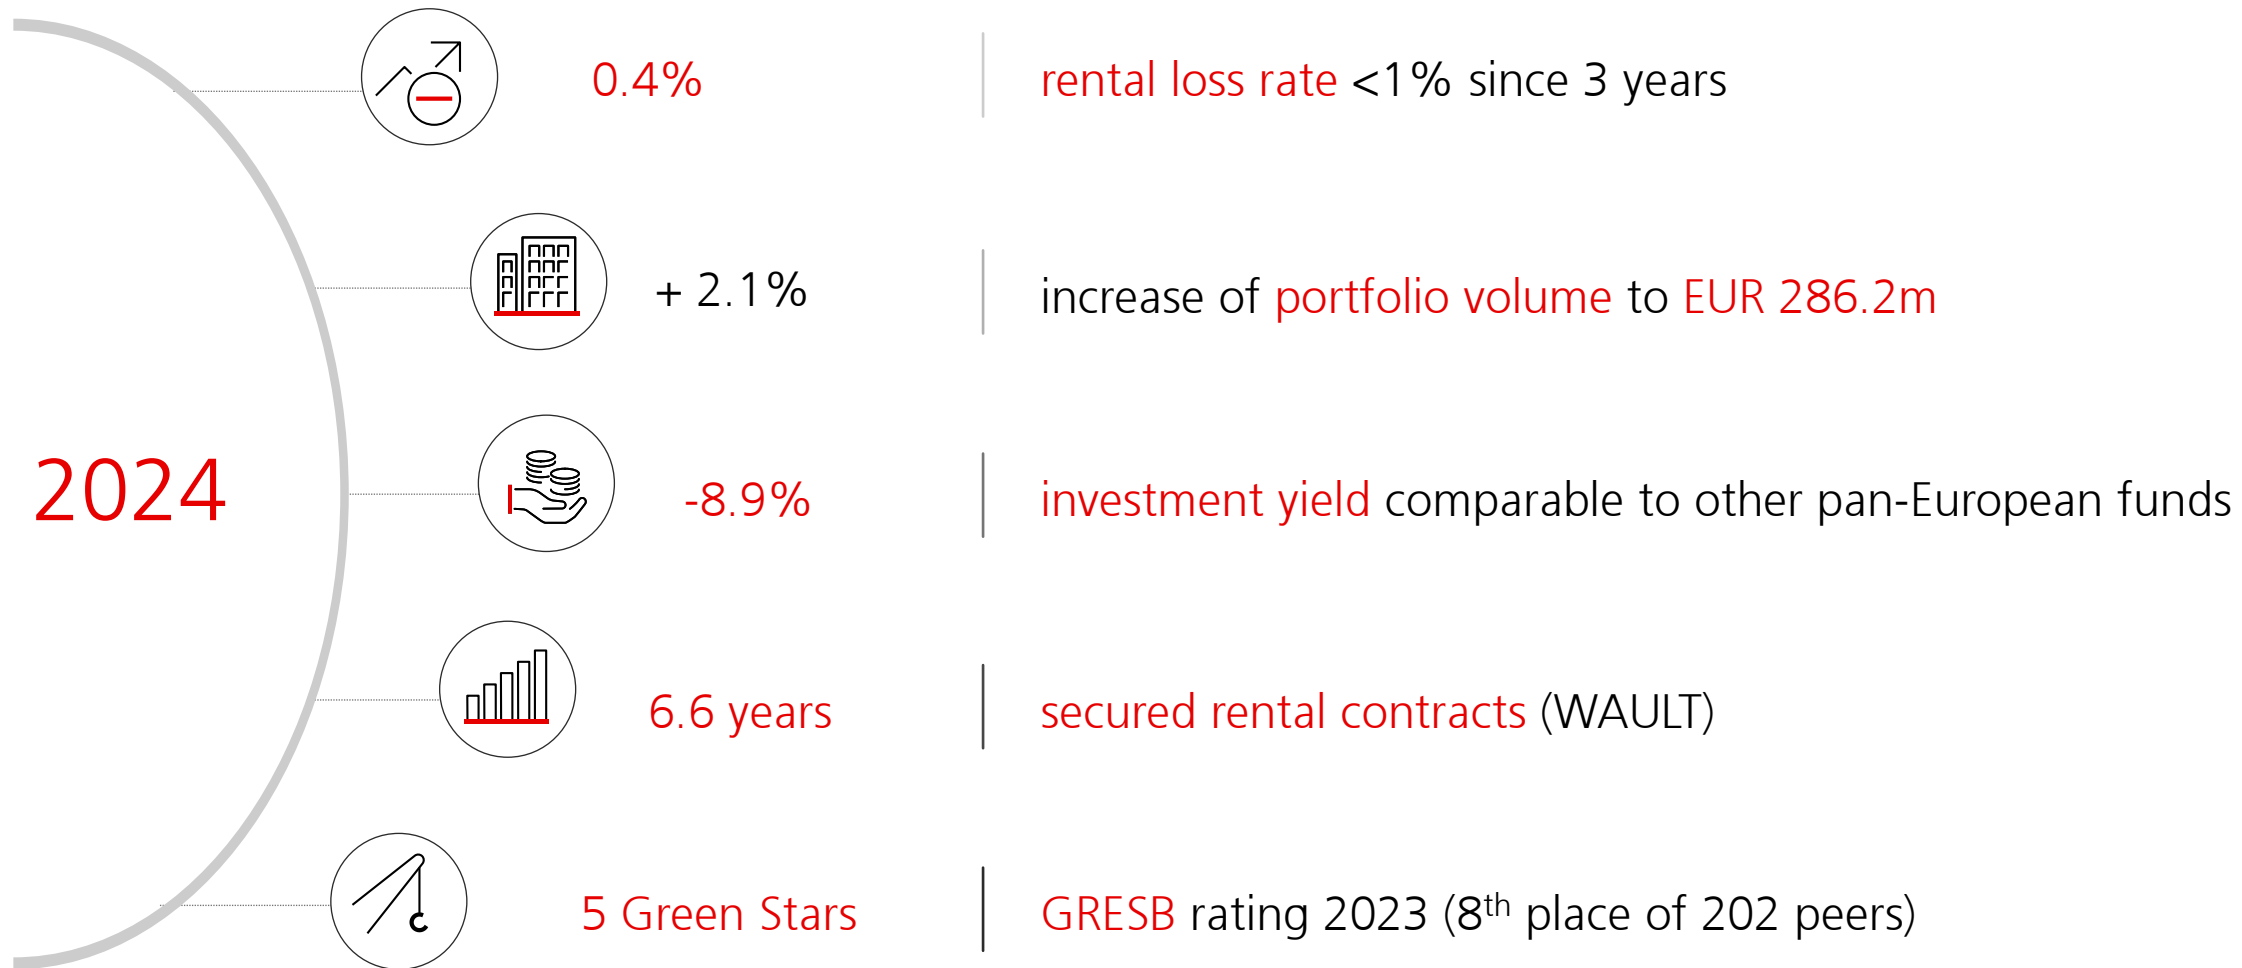 0.4%
rental loss rate <1% since 3 years
+ 2.1%
increase of portfolio volume to EUR 286.2m
2024
-8.9%
investment yield comparable to other pan-European funds
6.6 years
secured rental contracts (WAULT)
5 Green Stars
GRESB rating 2023 (8th place of 202 peers)